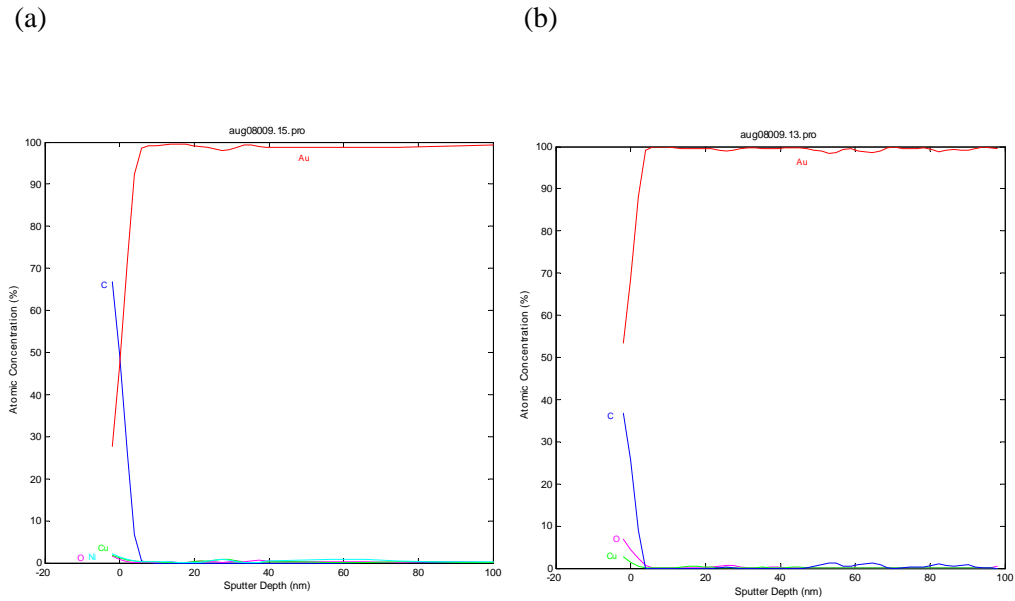 (a)
(b)
aug08009.15.pro
100
90
80
70
60
50
40
30
20
10
0
Atomic Concentration (%)
Au
C
Cu
O
Ni
-20
0
20
40
60
80
100
Sputter Depth (nm)
aug08009.13.pro
100
90
80
70
60
50
40
30
20
10
0
Atomic Concentration (%)
Au
C
O
Cu
-20
0
20
40
60
80
100
Sputter Depth (nm)